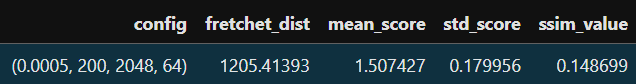 config fretchet_dist mean_score std_score ssim_value
(0.0005, 200, 2048, 64) 1205.41393 1.507427 0.179956 0.148699